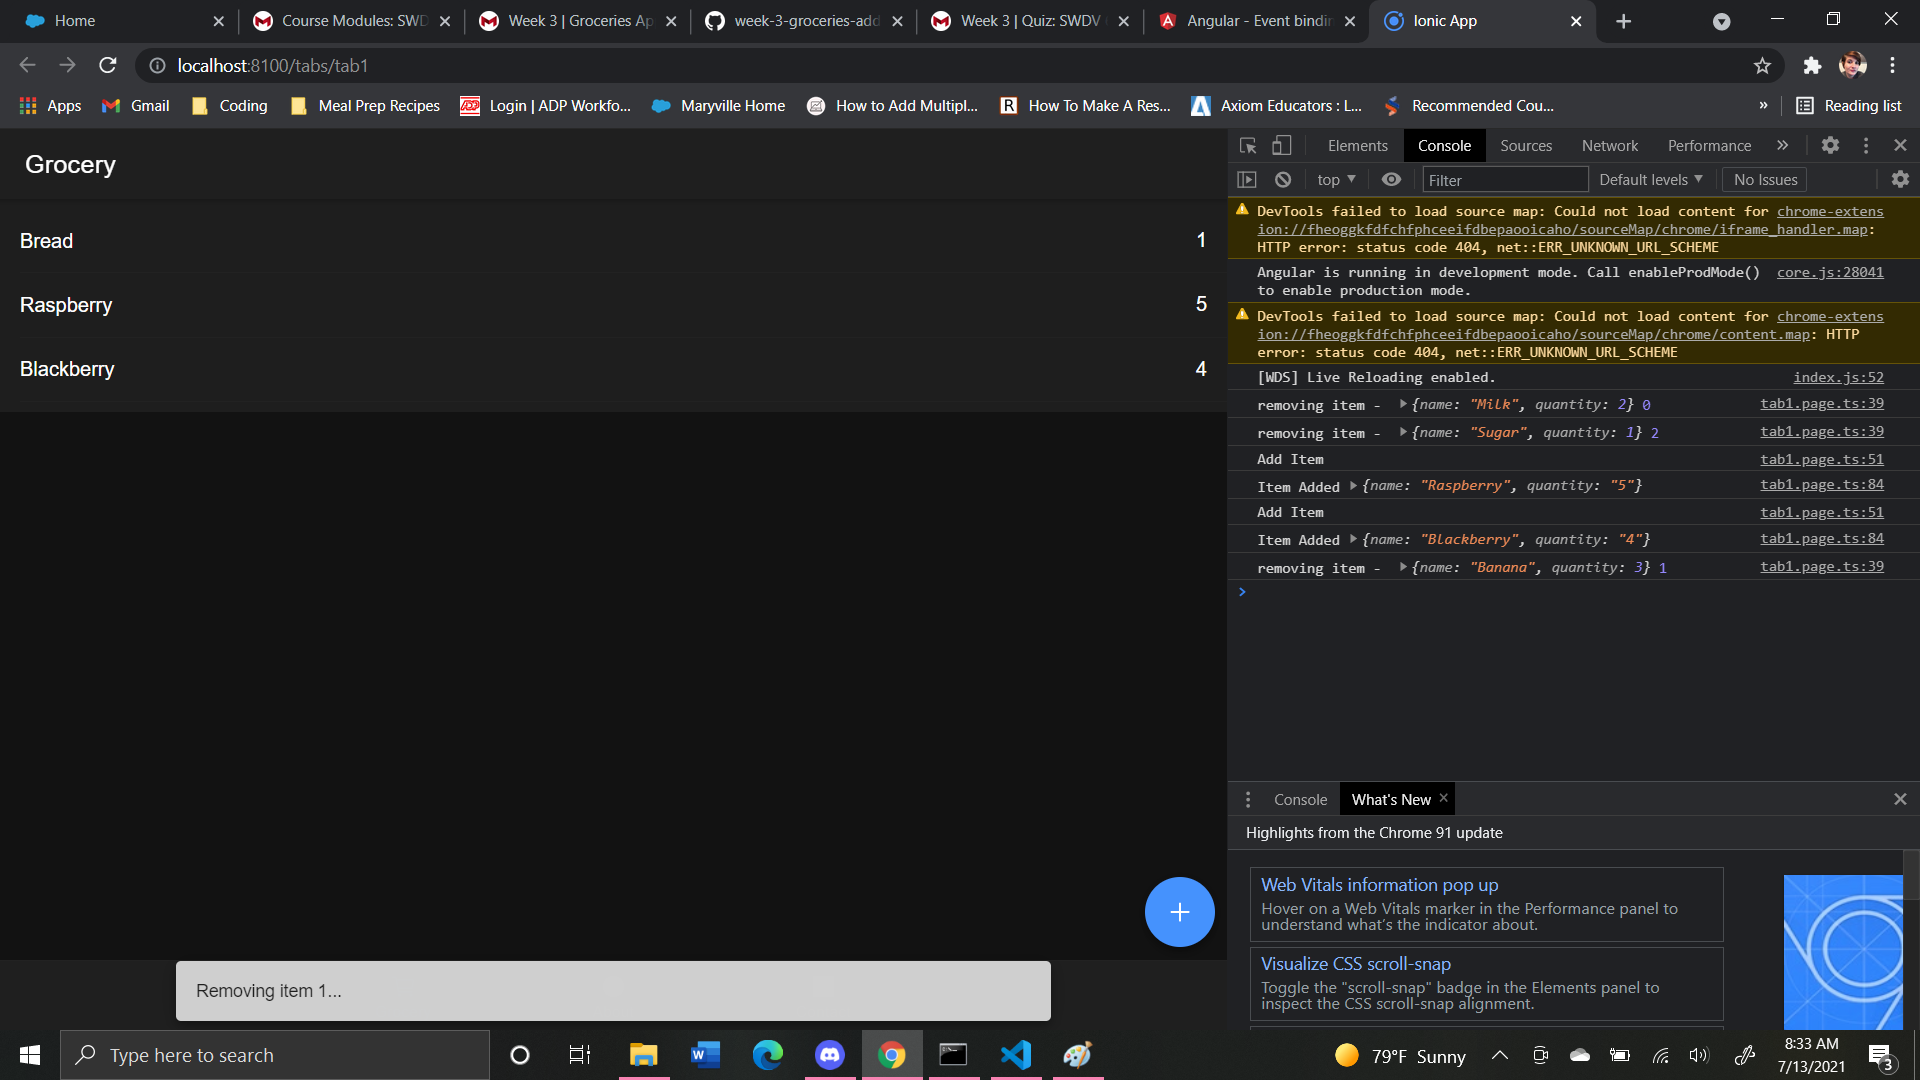 Home
Course Modules: SWD
Week 3 | Groceries Ap
week-3-groceries-add
Week 3 | Quiz: SWDV
Angular - Event bindin
Ionic App
localhost:8100/tabs/tab1
Apps
Gmail
Coding
Meal Prep Recipes
Login | ADP Workfo...
Maryville Home
How to Add Multipl...
How To Make A Res...
Axiom Educators : L...
Recommended Cou...
»
Reading list
Grocery
Bread 1
Raspberry 5
Blackberry 4
Removing item 1...
Elements Console Sources Network Performance »
top Filter Default levels No Issues
DevTools failed to load source map: Could not load content for chrome-extens
ion://fheoggkfdfchfphceeifdbepaooicaho/sourceMap/chrome/iframe_handler.map:
HTTP error: status code 404, net::ERR_UNKNOWN_URL_SCHEME
Angular is running in development mode. Call enableProdMode() core.js:28041
to enable production mode.
DevTools failed to load source map: Could not load content for chrome-extens
ion://fheoggkfdfchfphceeifdbepaooicaho/sourceMap/chrome/content.map: HTTP
error: status code 404, net::ERR_UNKNOWN_URL_SCHEME
[WDS] Live Reloading enabled. index.js:52
removing item - {name: "Milk", quantity: 2} 0 tab1.page.ts:39
removing item - {name: "Sugar", quantity: 1} 2 tab1.page.ts:39
Add Item tab1.page.ts:51
Item Added {name: "Raspberry", quantity: "5"} tab1.page.ts:84
Add Item tab1.page.ts:51
Item Added {name: "Blackberry", quantity: "4"} tab1.page.ts:84
removing item - {name: "Banana", quantity: 3} 1 tab1.page.ts:39
Console What's New
Highlights from the Chrome 91 update
Web Vitals information pop up
Hover on a Web Vitals marker in the Performance panel to
understand what's the indicator about.
Visualize CSS scroll-snap
Toggle the "scroll-snap" badge in the Elements panel to
inspect the CSS scroll-snap alignment.
Type here to search
79°F Sunny
8:33 AM
7/13/2021
3